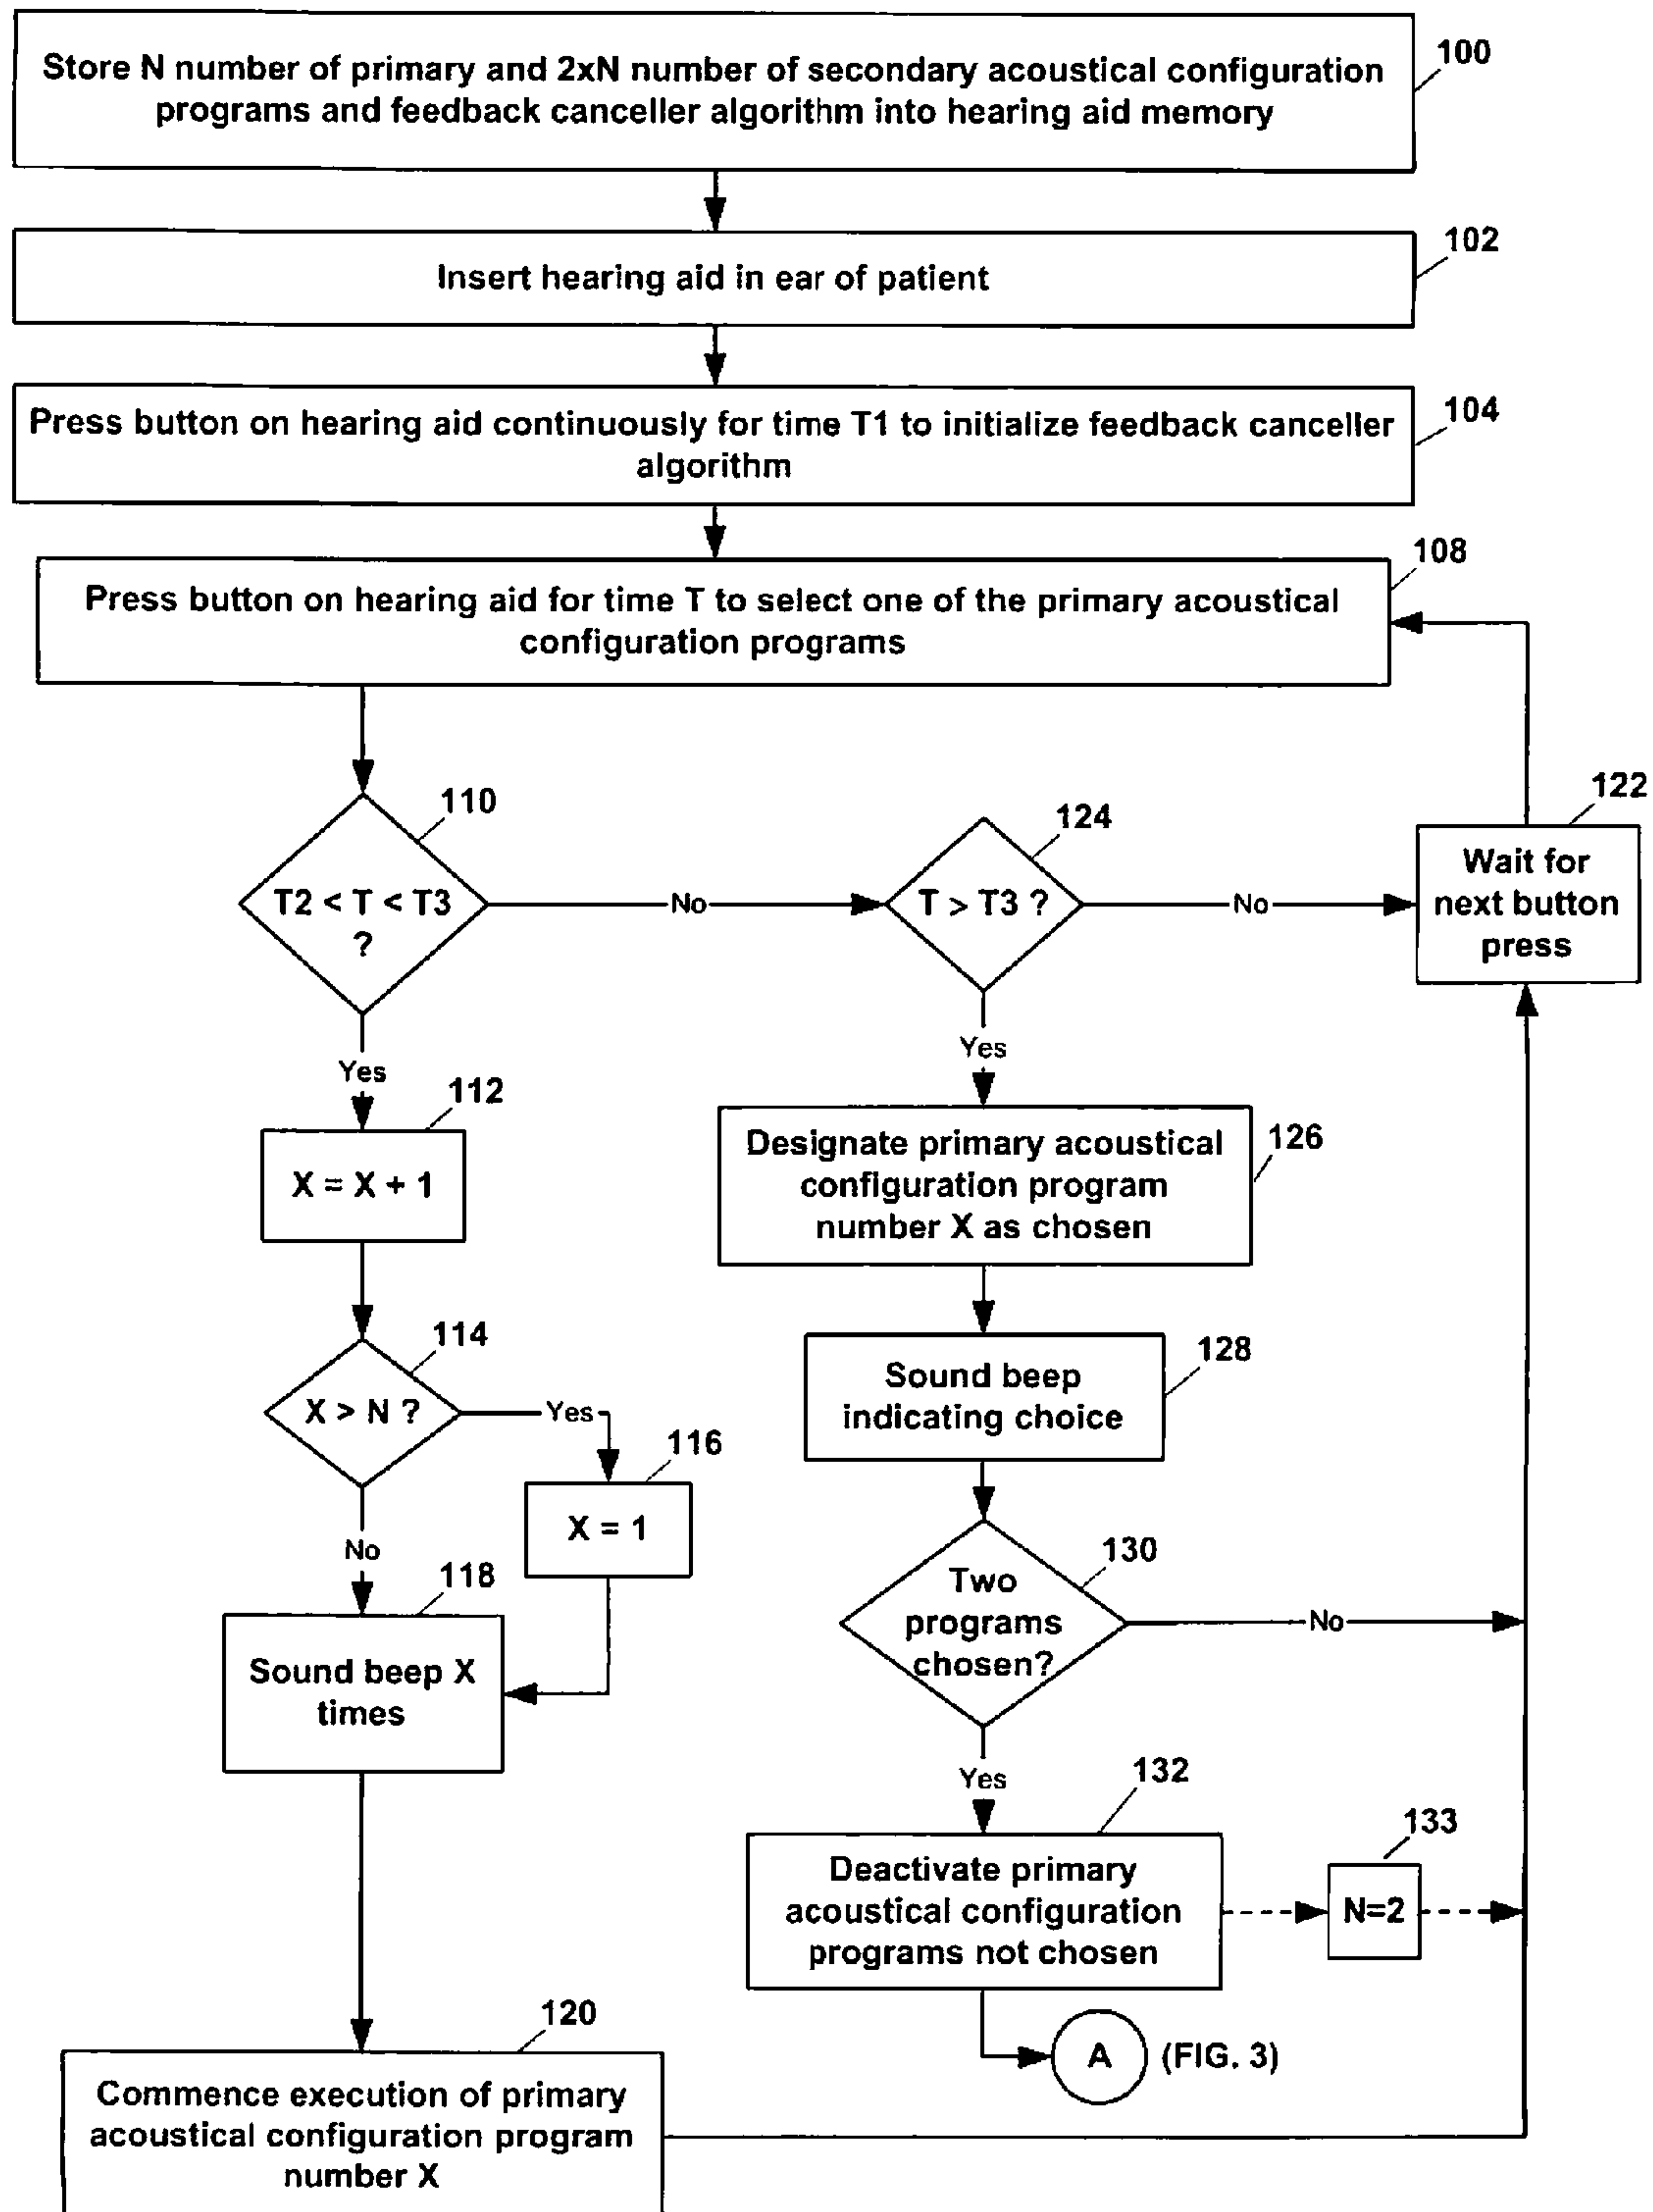 Store N number of primary and 2xN number of secondary acoustical configuration
programs and feedback canceller algorithm into hearing aid memory
100
Insert hearing aid in ear of patient
102
Press button on hearing aid continuously for time T1 to initialize feedback canceller
algorithm
104
Press button on hearing aid for time T to select one of the primary acoustical
configuration programs
108
110
T2 < T < T3
?
No
124
T > T3 ?
No
122
Wait for
next button
press
Yes
112
X = X + 1
114
X > N ?
Yes
116
X = 1
No
118
Sound beep X
times
120
Commence execution of primary
acoustical configuration program
number X
Yes
126
Designate primary acoustical
configuration program
number X as chosen
128
Sound beep
indicating choice
130
Two
programs
chosen?
No
Yes
132
Deactivate primary
acoustical configuration
programs not chosen
133
N=2
A
(FIG. 3)